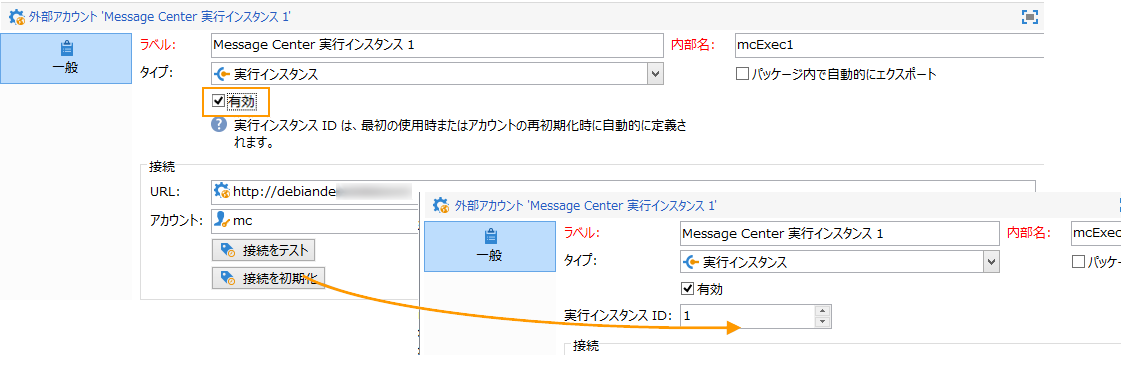 外部アカウント 'Message Center 実行インスタンス 1'
一般
ラベル: Message Center 実行インスタンス 1 内部名: mcExec1
タイプ: 実行インスタンス パッケージ内で自動的にエクスポート
有効
実行インスタンス ID は、最初の使用時またはアカウントの再初期化時に自動的に定義さ
れます。
接続
URL: http://debiande
アカウント: mc
接続をテスト
接続を初期化
外部アカウント 'Message Center 実行インスタンス 1'
一般
ラベル: Message Center 実行インスタンス 1 内部名: mcExec
タイプ: 実行インスタンス パッケー
有効
実行インスタンス ID: 1
接続